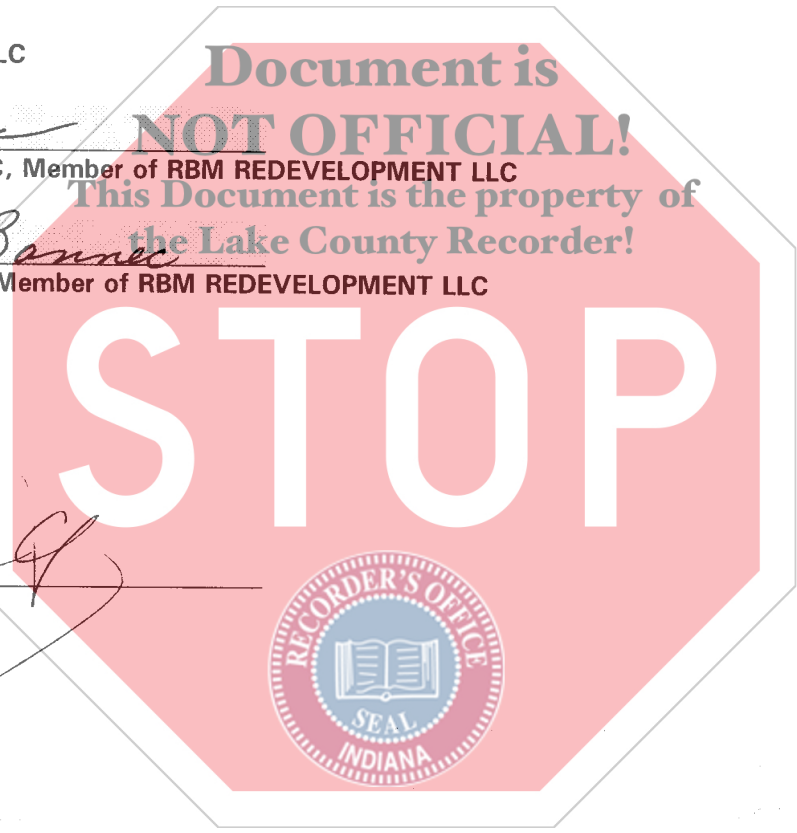 LC
Document is
NOT OFFICIAL!
, Member of RBM REDEVELOPMENT LLC
This Document is the property of
Bannec
the Lake County Recorder!
Member of RBM REDEVELOPMENT LLC
STOP
RECORDER'S OFFICE
SEAL
INDIANA